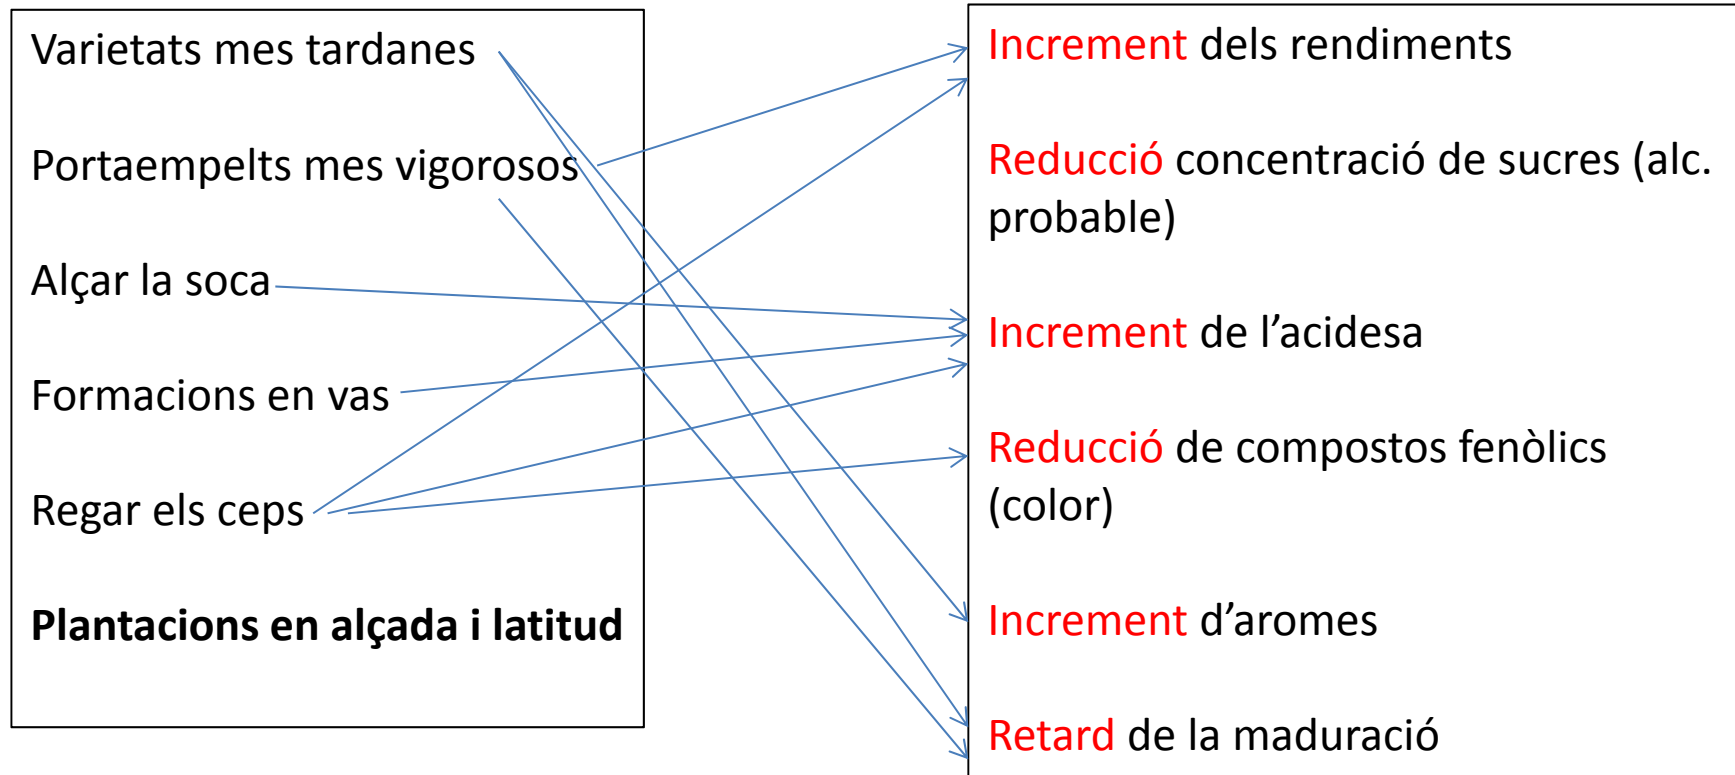 Varietats mes tardanes
Portaempelts mes vigorosos
Alçar la soca
Formacions en vas
Regar els ceps
Plantacions en alçada i latitud
Increment dels rendiments
Reducció concentració de sucres (alc.
probable)
Increment de l’acidesa
Reducció de compostos fenòlics
(color)
Increment d’aromes
Retard de la maduració